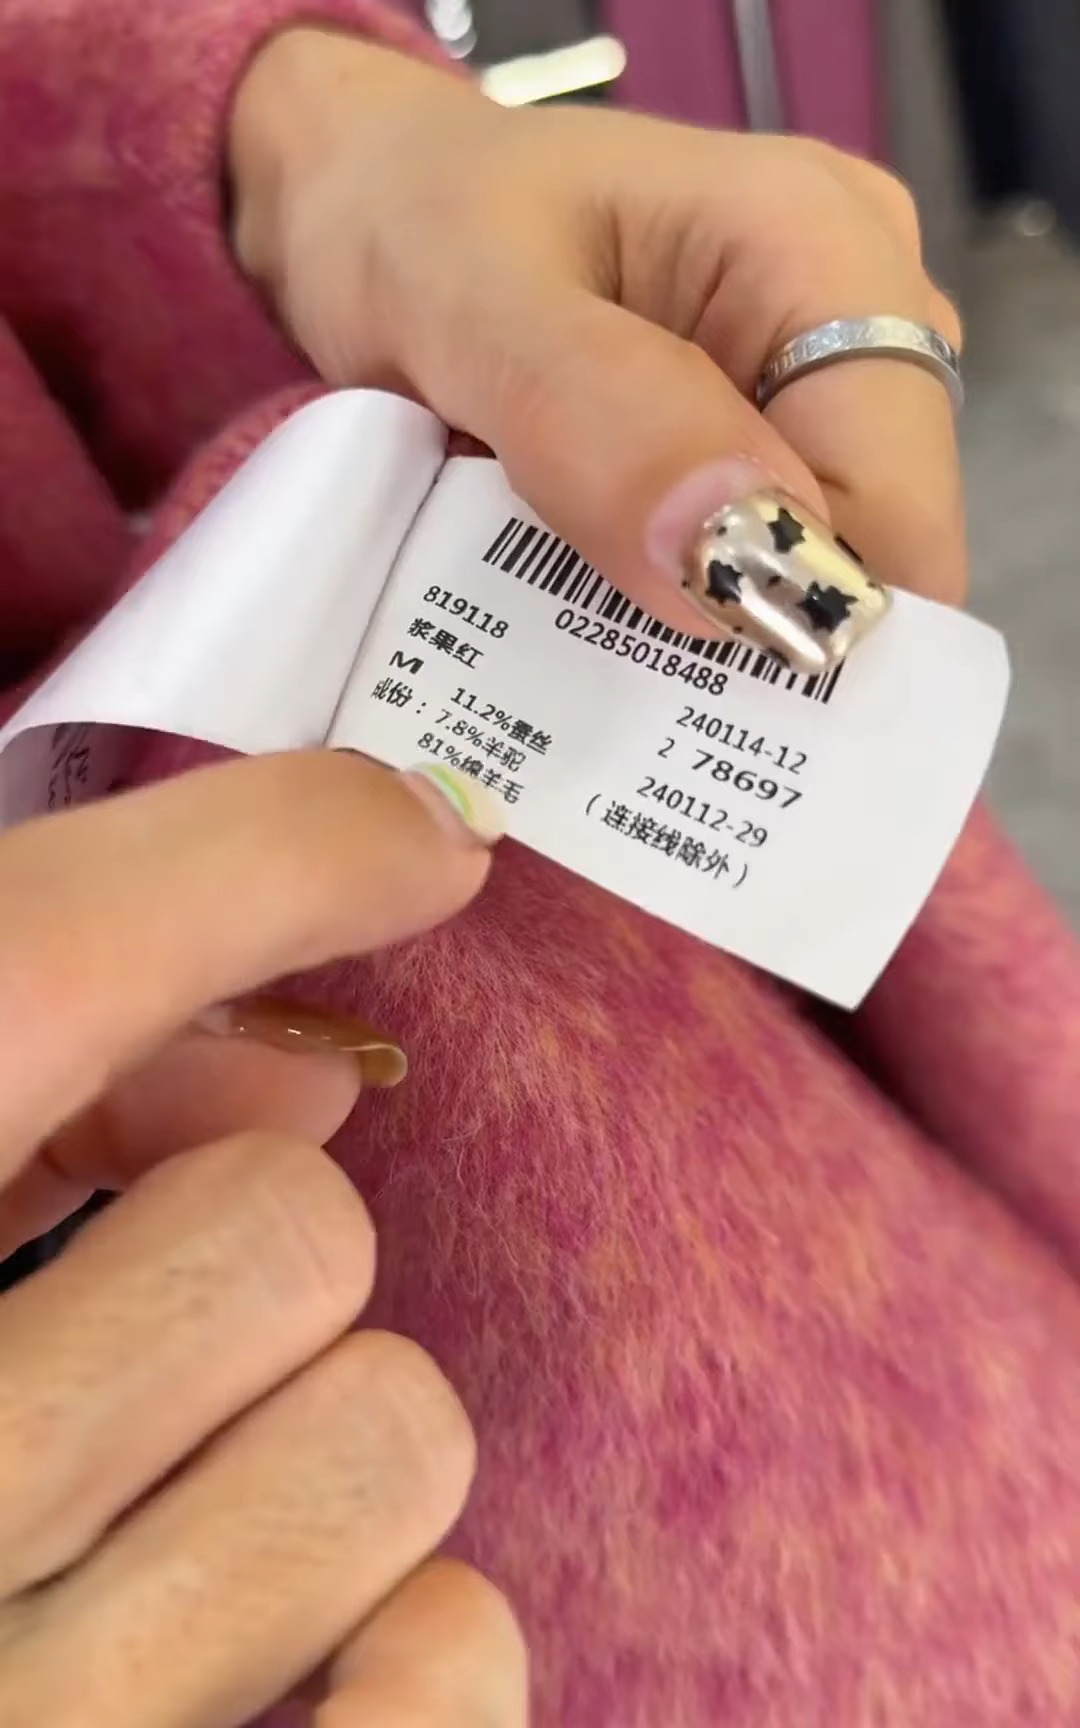 02285018488
819118
浆果红
M
成份： 11.2%蚕丝
7.8%羊驼
81%绵羊毛
240114-12
2 78697
240112-29
(连接线除外)